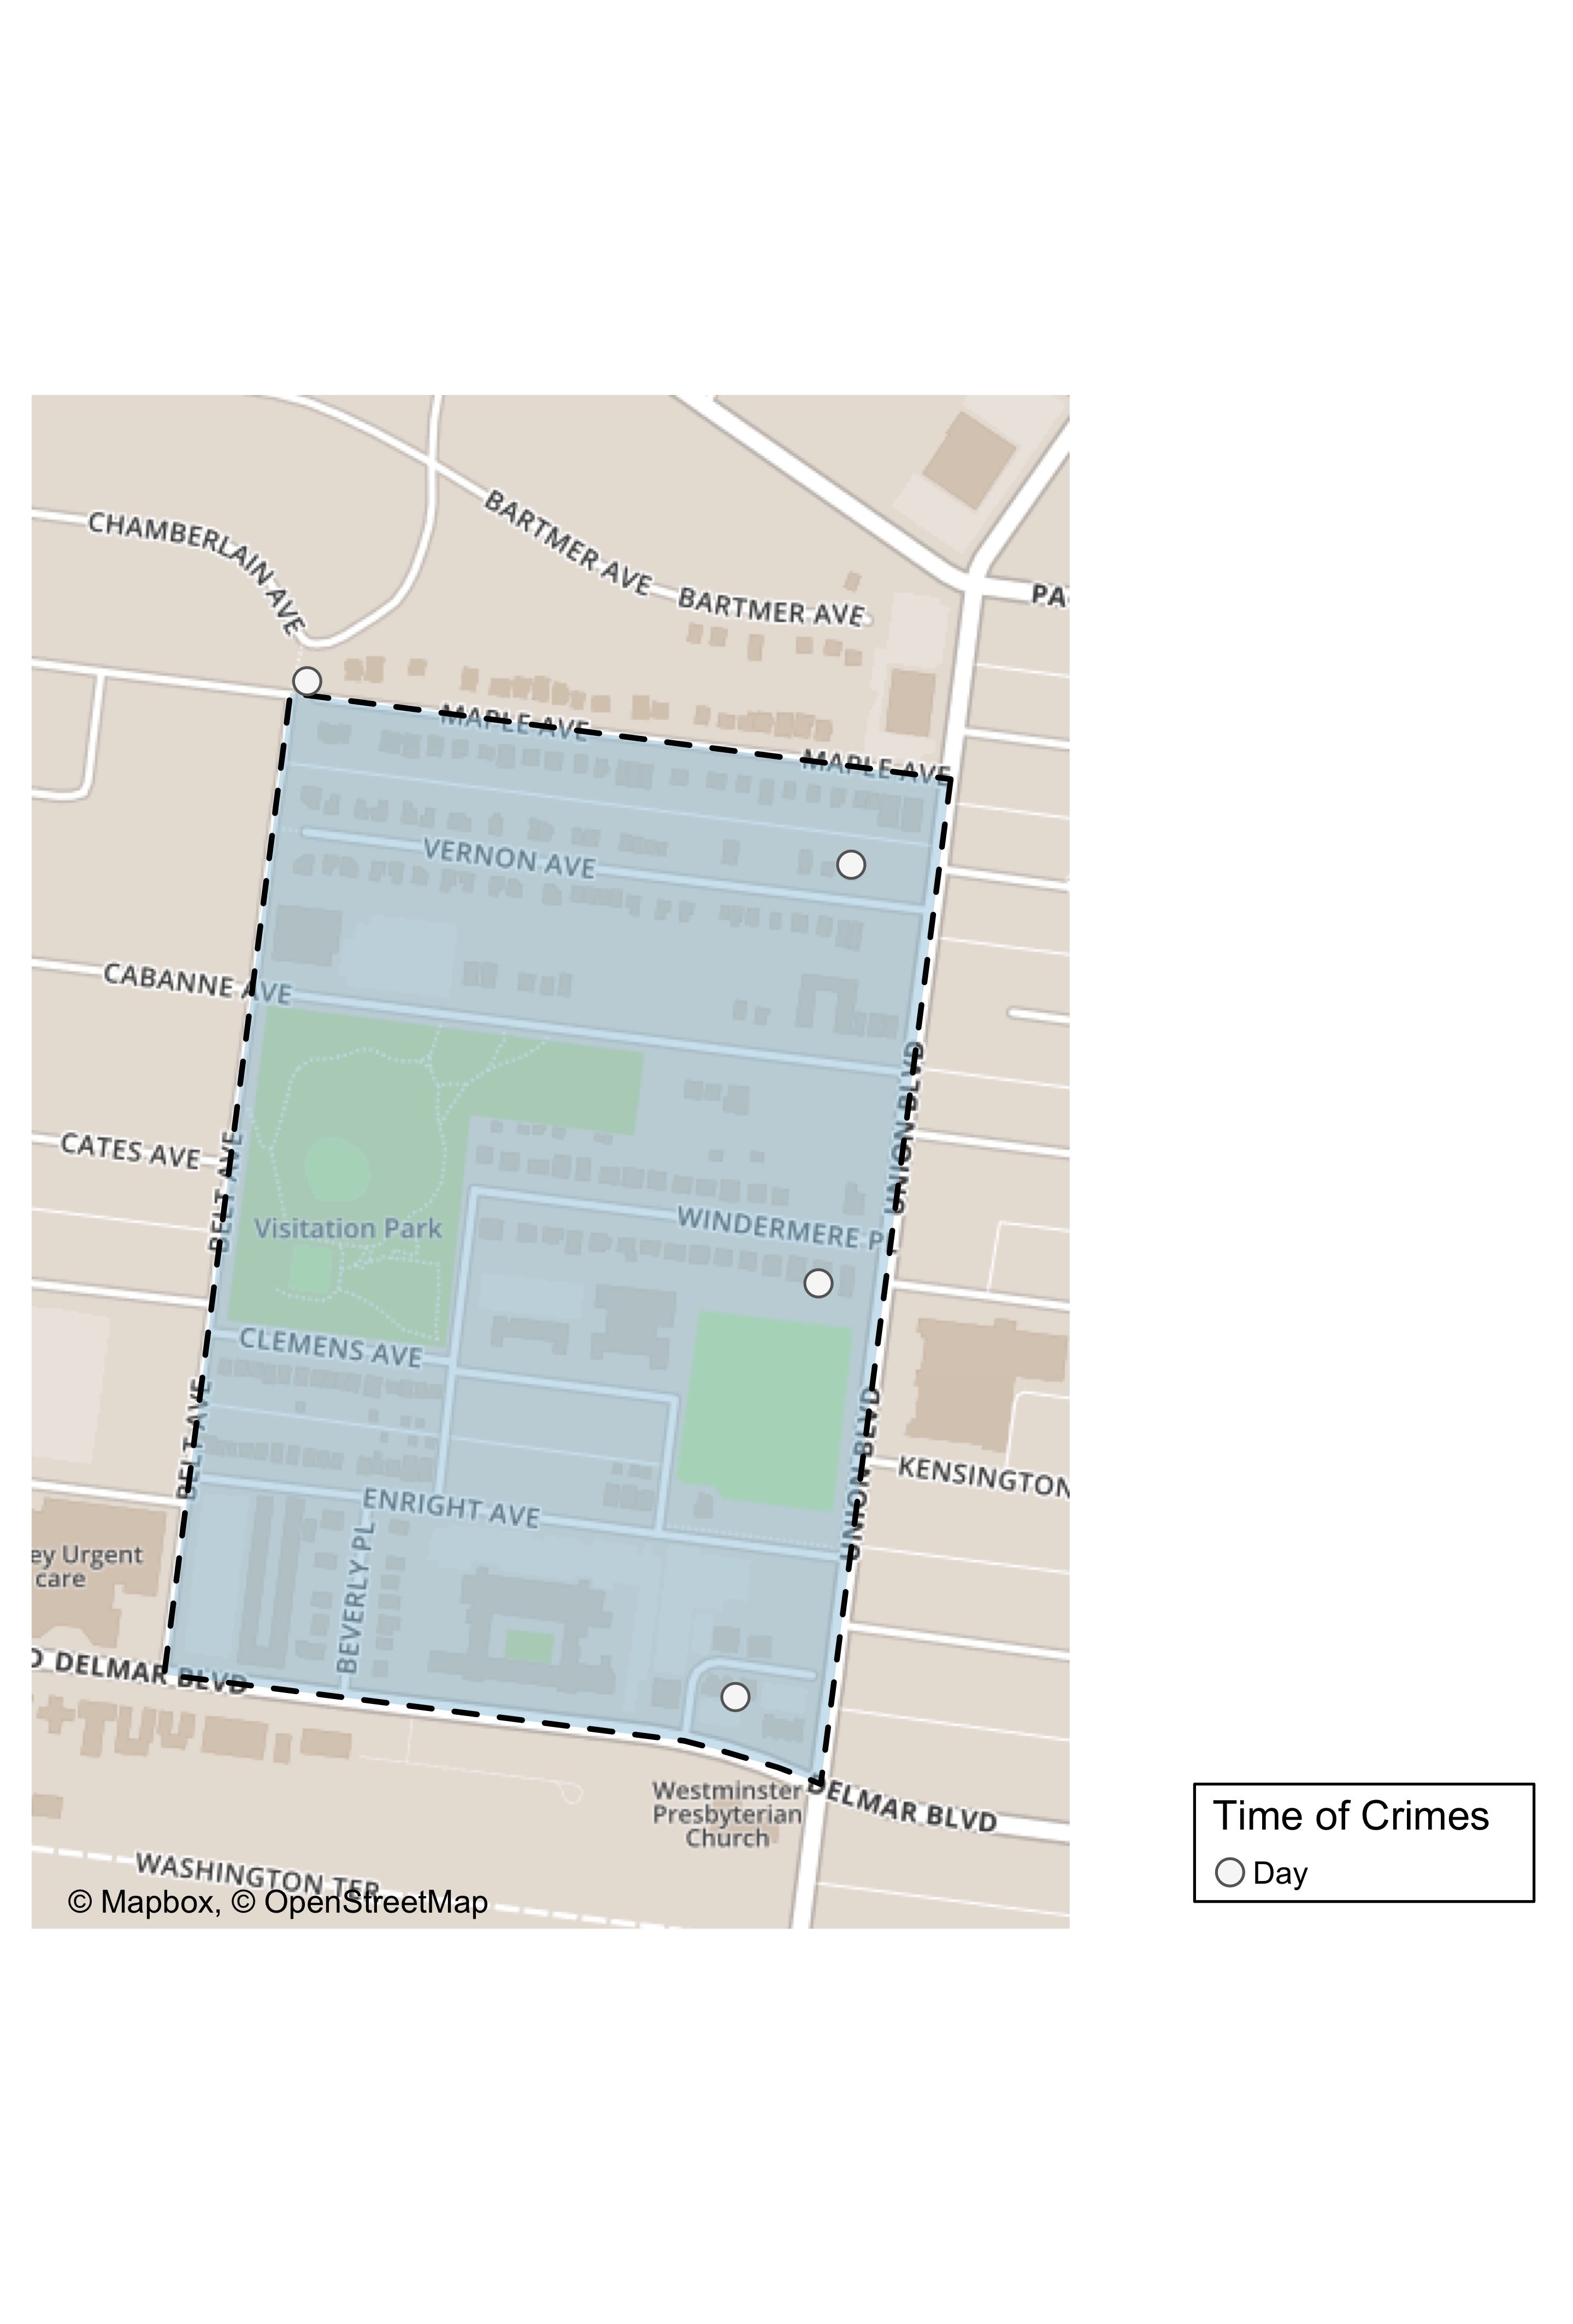 CHAMBERLAIN AVE
BARTMER AVE
BARTMER AVE
MAPLE AVE
MAPLE AVE
VERNON AVE
CABANNE AVE
CATES AVE
BELT AVE
UNION BLVD
Visitation Park
WINDERMERE
CLEMENS AVE
BELT AVE
UNION BLVD
KENSINGTON
ENRIGHT AVE
BEVERLY PL
ey Urgent
care
DELMAR BLVD
Westminster
Presbyterian
Church
DELMAR BLVD
WASHINGTON TER
© Mapbox, © OpenStreetMap
Time of Crimes
Day